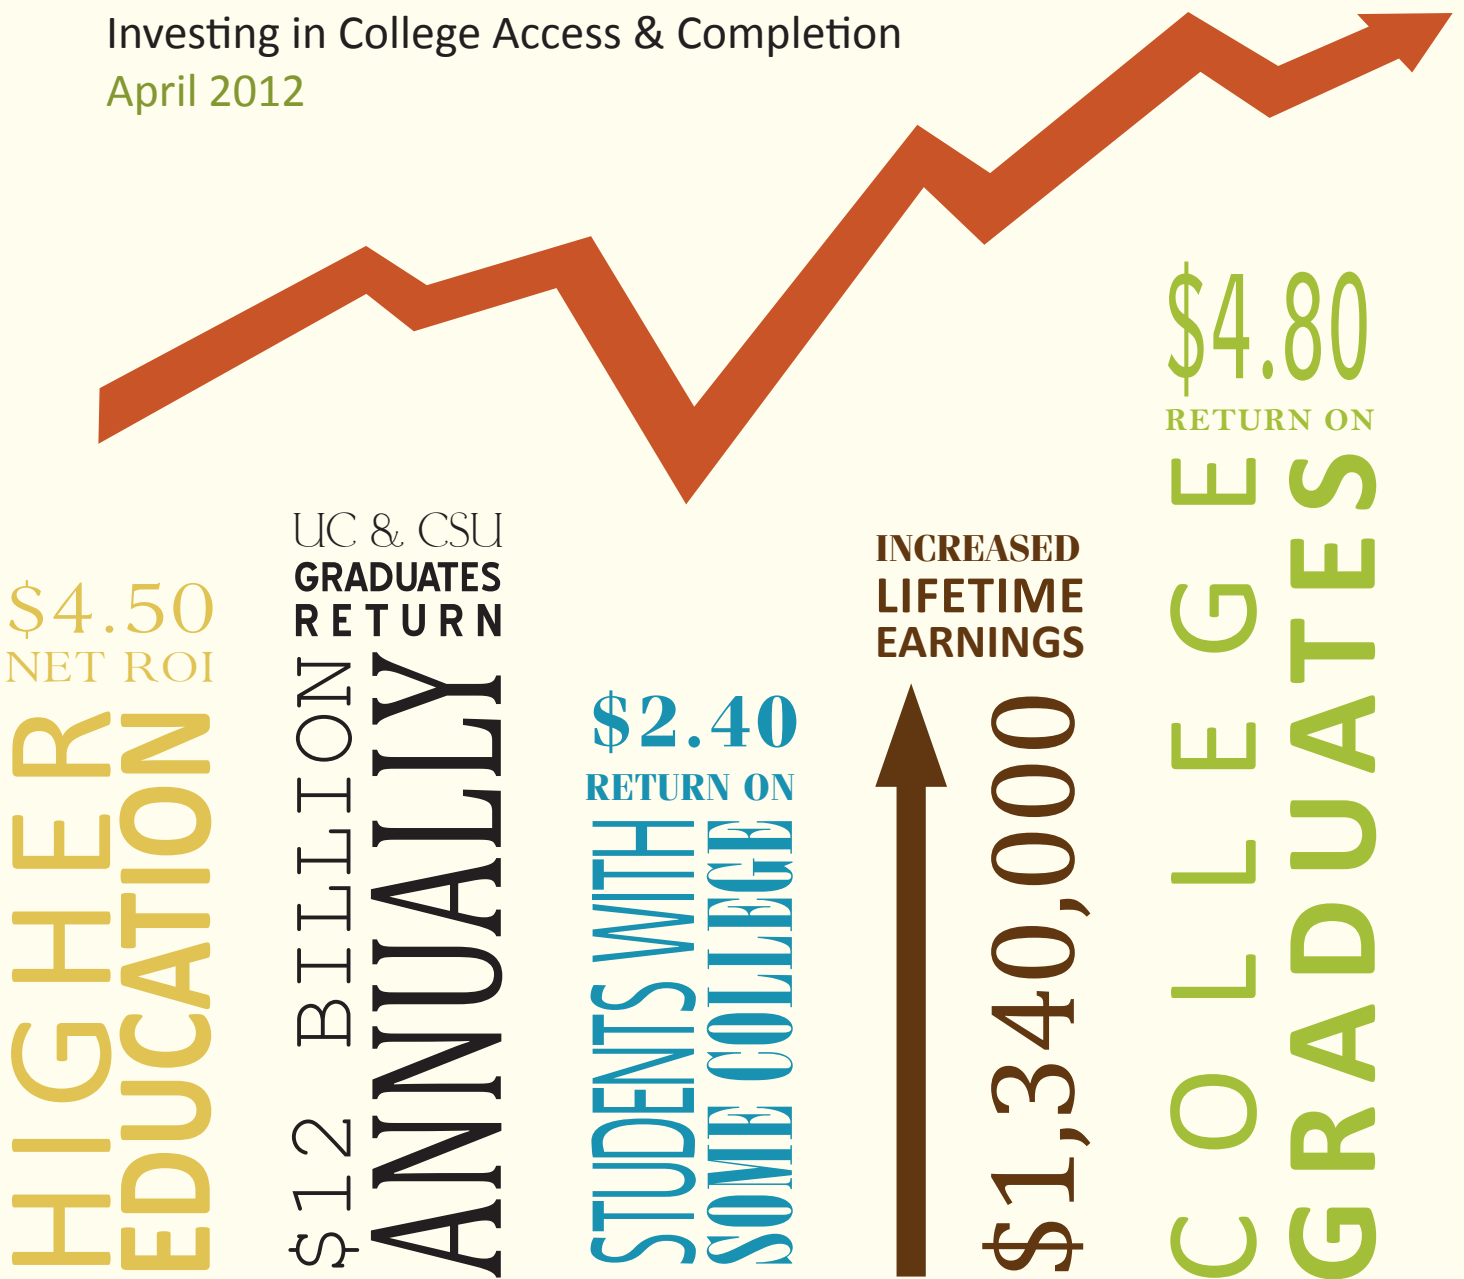 Investing in College Access & Completion
April 2012
$4.50
NET ROI
HIGHER
EDUCATION
UC & CSU
GRADUATES
RETURN
$12 BILLION
ANNUALLY
$2.40
RETURN ON
STUDENTS WITH
SOME COLLEGE
INCREASED
LIFETIME
EARNINGS
$1,340,000
$4.80
RETURN ON
COLLEGE
GRADUATES